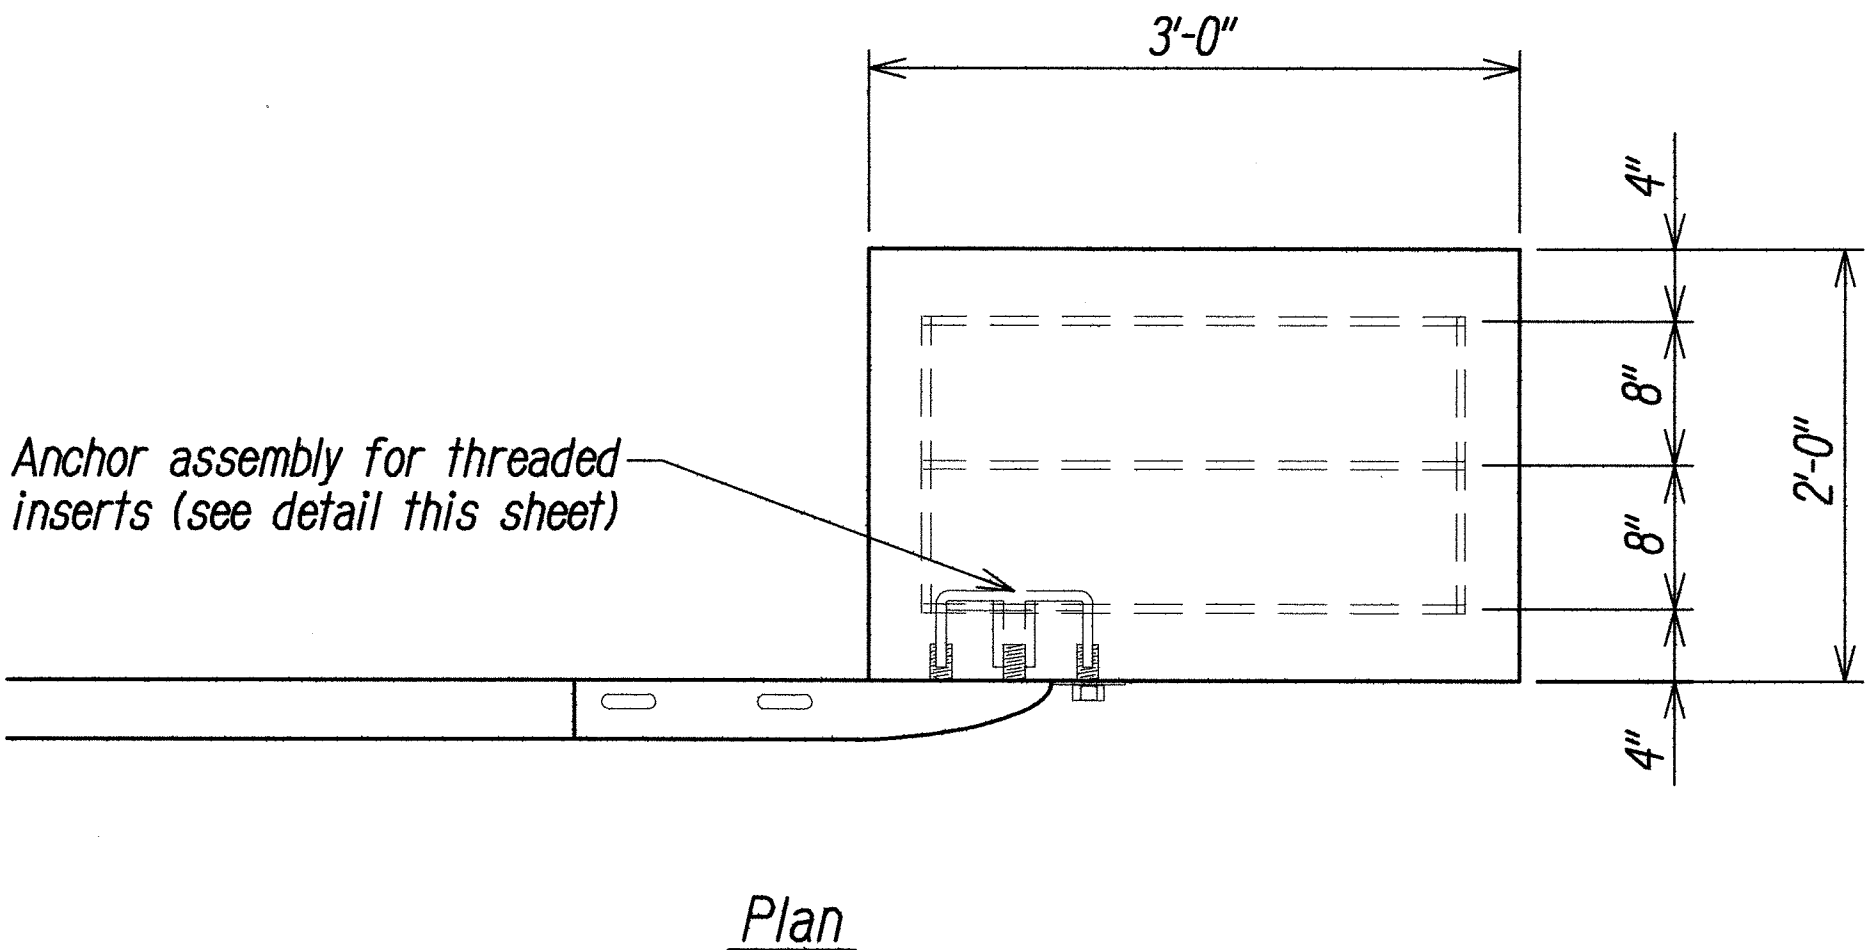 3'-0"
4"
8"
2'-0"
Anchor assembly for threaded
inserts (see detail this sheet)
8"
4"
Plan